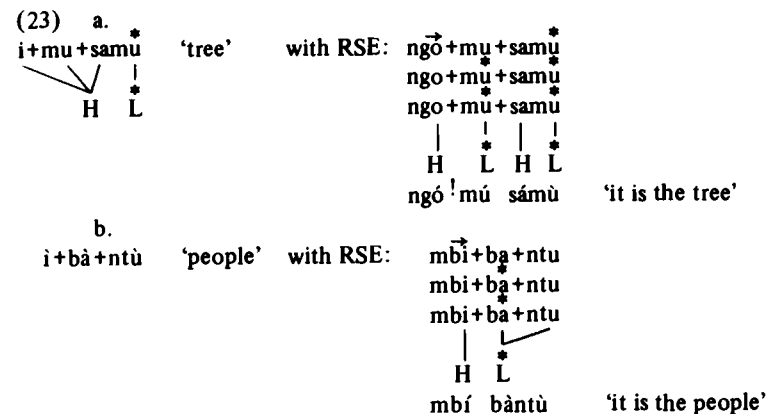 (23) a.
i+mu+samu⃰ 'tree' with RSE: ngo⃗+mu+samu⃰
ngo+mu⃰+samu⃰
ngo+mu⃰+samu⃰
H L⃰ H L⃰ H L⃰
ngó ꜝmú sámù 'it is the tree'
b.
ì+bà+ntù 'people' with RSE: mbi⃗+ba+ntu
mbi+ba⃰+ntu
mbi+ba⃰+ntu
H L⃰
mbí bàntù 'it is the people'